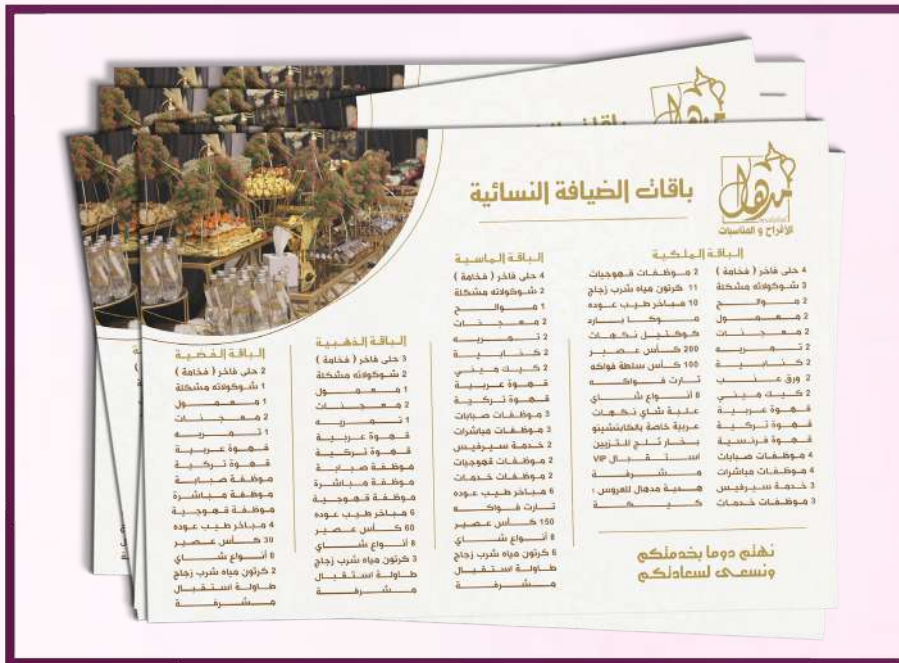 مدهال
للأفراح و المناسبات
باقات الضيافة النسائية
الباقة الملكية
4 حلى فاخر ( فخامة )
3 شوكولاته مشكلة
2 موالح
2 معمول
2 معجنات
2 تمريه
2 كنابية
2 ورق عنب
2 كيك ميني
قهوة عربية
قهوة تركية
قهوة فرنسية
4 موظفات صبابات
4 موظفات مباشرات
3 خدمة سيرفيس
3 موظفات خدمات
2 موظفات قهوجيات
11 كرتون مياه شرب زجاج
10 مباخر طيب عوده
موكا بارد
كوكتيل نكهات
200 كأس عصير
100 كأس سلطة فواكه
تارت فواكه
8 أنواع شاي
علبة شاي نكهات
عربية خاصة بالكابتشينو
بخار ثلج للتزيين
استقبال VIP
مشرفة
هدية مدهال للعروس :
كيكة
الباقة الماسية
4 حلى فاخر ( فخامة )
2 شوكولاته مشكلة
1 موالح
2 معجنات
2 تمريه
2 كنابية
2 كيك ميني
قهوة عربية
قهوة تركية
3 موظفات صبابات
3 موظفات مباشرات
2 خدمة سيرفيس
2 موظفات قهوجيات
2 موظفات خدمات
6 مباخر طيب عوده
تارت فواكه
150 كأس عصير
8 أنواع شاي
6 كرتون مياه شرب زجاج
طاولة استقبال
مشرفة
الباقة الذهبية
3 حلى فاخر ( فخامة )
2 شوكولاته مشكلة
1 معمول
2 معجنات
1 تمريه
قهوة عربية
قهوة تركية
موظفة صبابة
موظفة مباشرة
موظفة قهوجية
6 مباخر طيب عوده
60 كأس عصير
8 أنواع شاي
3 كرتون مياه شرب زجاج
طاولة استقبال
مشرفة
الباقة الفضية
2 حلى فاخر ( فخامة )
1 شوكولاته مشكلة
1 معمول
2 معجنات
1 تمريه
قهوة عربية
قهوة تركية
موظفة صبابة
موظفة مباشرة
موظفة قهوجية
4 مباخر طيب عوده
30 كأس عصير
8 أنواع شاي
2 كرتون مياه شرب زجاج
طاولة استقبال
مشرفة
نهتم دوما بخدمتكم
ونسعى لسعادتكم